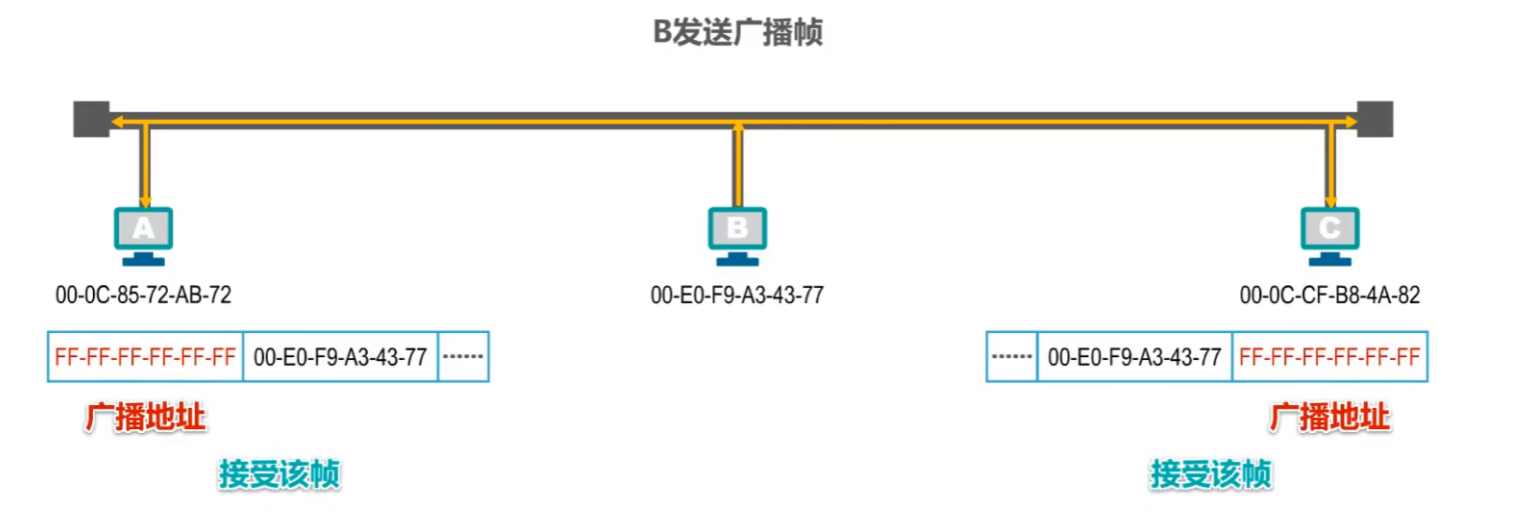 B发送广播帧
A
B
C
00-0C-85-72-AB-72
00-E0-F9-A3-43-77
00-0C-CF-B8-4A-82
FF-FF-FF-FF-FF-FF 00-E0-F9-A3-43-77 ······
······ 00-E0-F9-A3-43-77 FF-FF-FF-FF-FF-FF
广播地址
广播地址
接受该帧
接受该帧